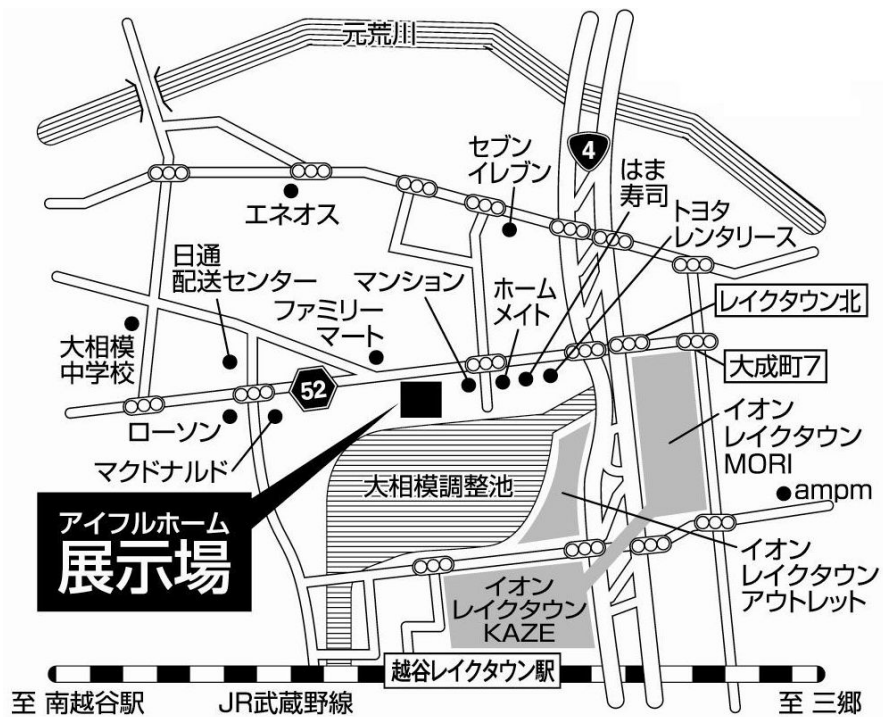 元荒川
4
セブン
イレブン
はま
寿司
トヨタ
レンタリース
エネオス
日通
配送センター
マンション
ホーム
メイト
ファミリー
マート
レイクタウン北
大相模
中学校
大成町7
52
ローソン
マクドナルド
イオン
レイクタウン
MORI
大相模調整池
ampm
アイフルホーム
展示場
イオン
レイクタウン
アウトレット
イオン
レイクタウン
KAZE
越谷レイクタウン駅
至 南越谷駅
JR武蔵野線
至 三郷